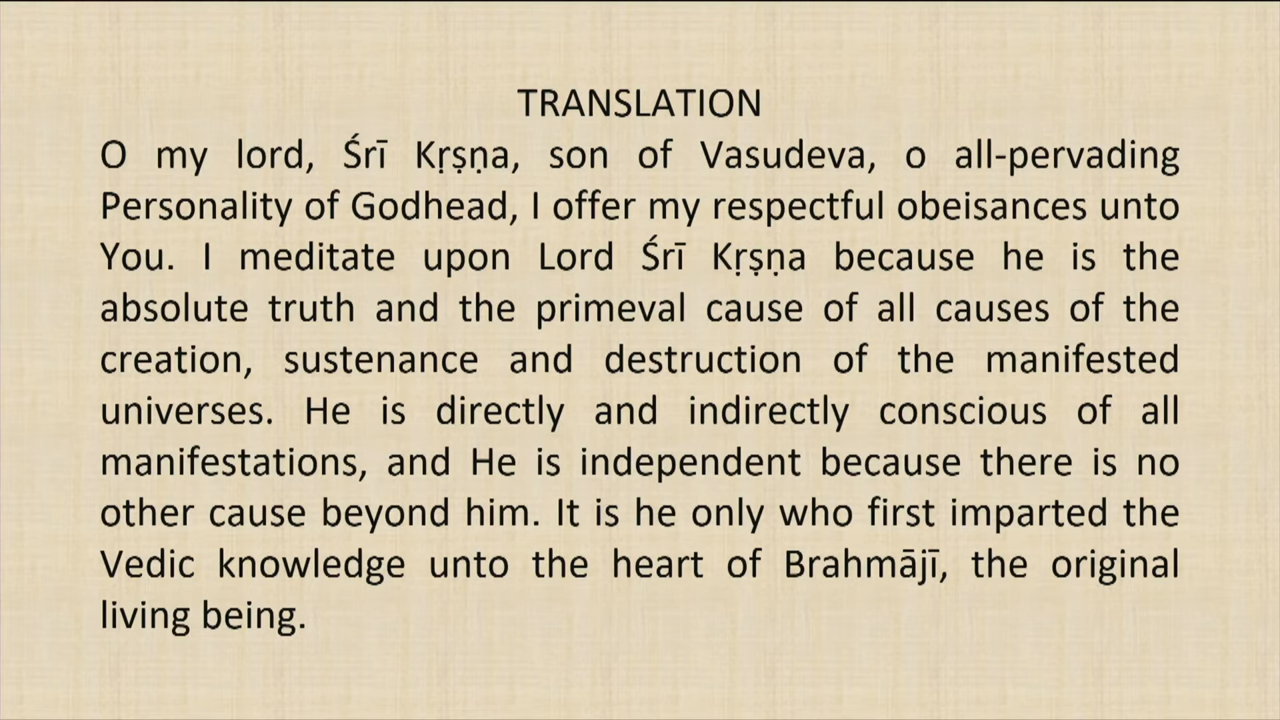 TRANSLATION
O my lord, Śrī Kṛṣṇa, son of Vasudeva, o all-pervading
Personality of Godhead, I offer my respectful obeisances unto
You. I meditate upon Lord Śrī Kṛṣṇa because he is the
absolute truth and the primeval cause of all causes of the
creation, sustenance and destruction of the manifested
universes. He is directly and indirectly conscious of all
manifestations, and He is independent because there is no
other cause beyond him. It is he only who first imparted the
Vedic knowledge unto the heart of Brahmājī, the original
living being.